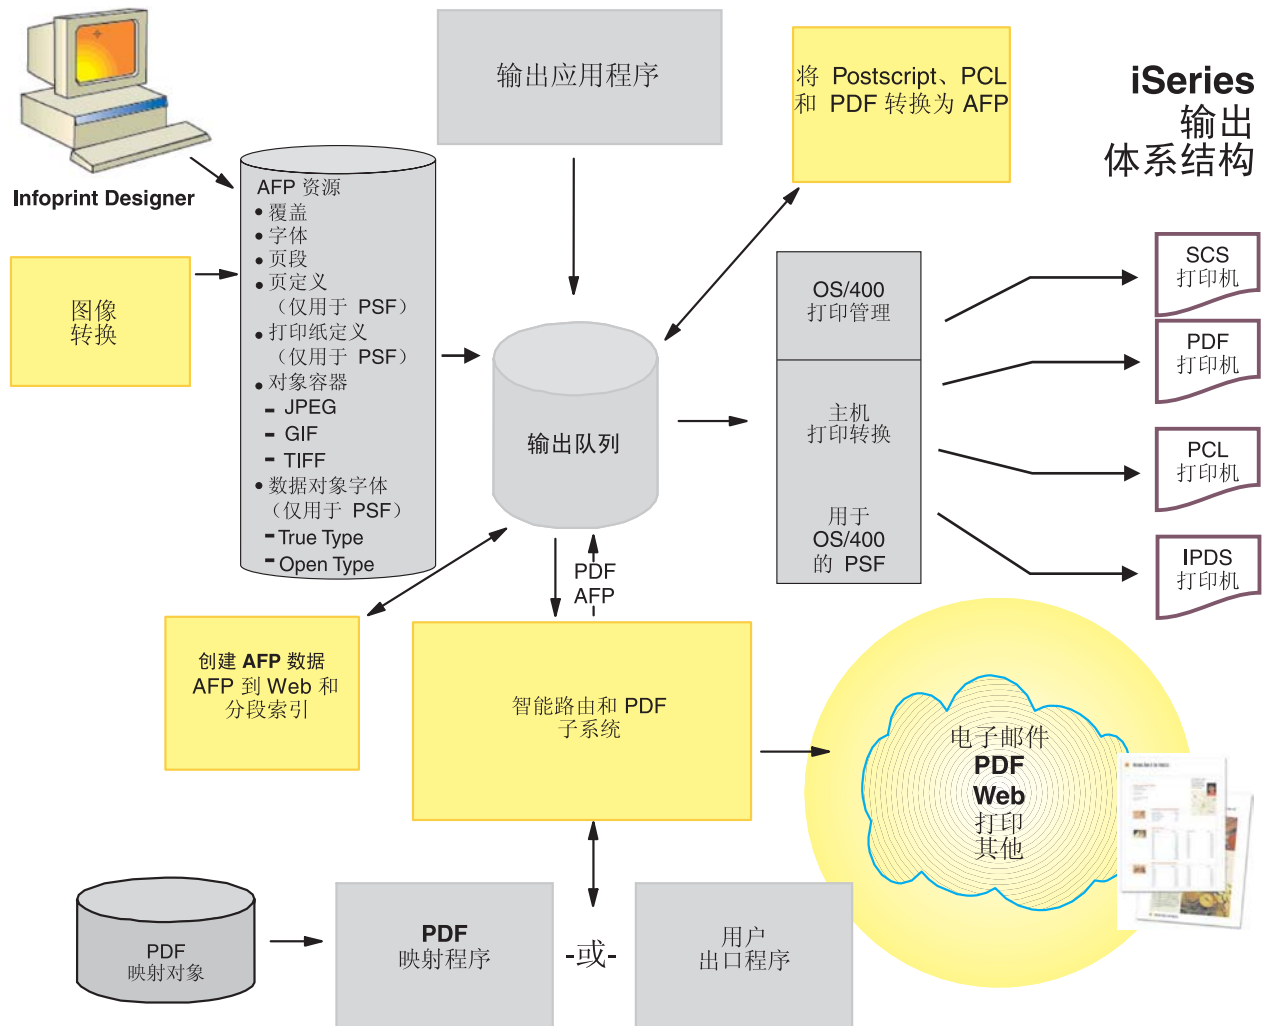 iSeries
输出
体系结构
输出应用程序
将 Postscript、PCL
和 PDF 转换为 AFP
Infoprint Designer
图像
转换
AFP 资源
• 覆盖
• 字体
• 页段
• 页定义
（仅用于 PSF）
• 打印纸定义
（仅用于 PSF）
• 对象容器
- JPEG
- GIF
- TIFF
• 数据对象字体
（仅用于 PSF）
- True Type
- Open Type
输出队列
OS/400
打印管理
主机
打印转换
用于
OS/400
的 PSF
SCS
打印机
PDF
打印机
PCL
打印机
IPDS
打印机
PDF
AFP
创建 AFP 数据
AFP 到 Web 和
分段索引
智能路由和 PDF
子系统
电子邮件
PDF
Web
打印
其他
PDF
映射对象
PDF
映射程序
-或-
用户
出口程序